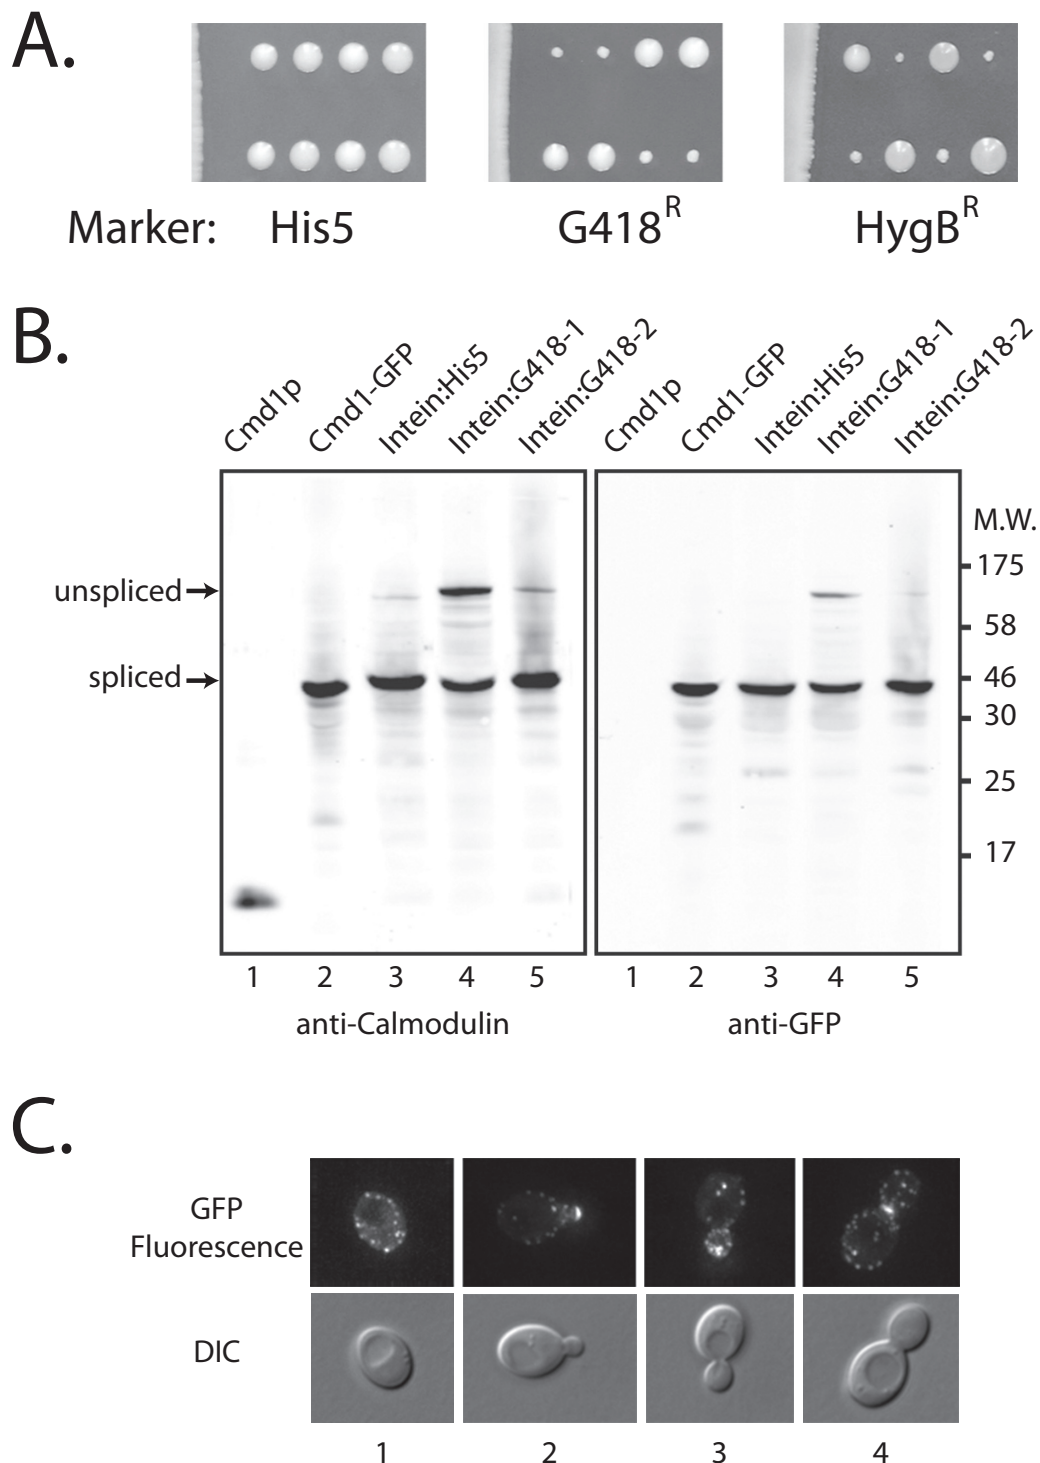 A.
Marker: His5 G418R HygBR
B.
Cmd1p Cmd1-GFP Intein:His5 Intein:G418-1 Intein:G418-2 Cmd1p Cmd1-GFP Intein:His5 Intein:G418-1 Intein:G418-2
M.W.
175
unspliced
58
spliced
46
30
25
17
1 2 3 4 5 1 2 3 4 5
anti-Calmodulin anti-GFP
C.
GFP
Fluorescence
DIC
1 2 3 4